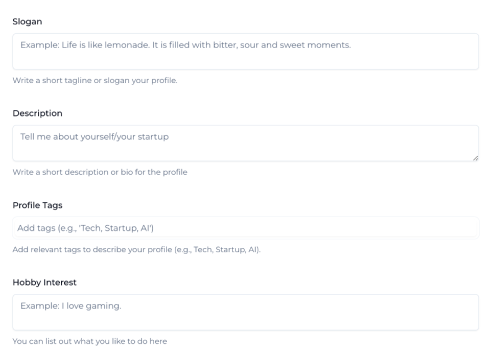 Slogan
Example: Life is like lemonade. It is filled with bitter, sour and sweet moments.
Write a short tagline or slogan your profile.
Description
Tell me about yourself/your startup
Write a short description or bio for the profile
Profile Tags
Add tags (e.g., 'Tech, Startup, AI')
Add relevant tags to describe your profile (e.g., Tech, Startup, AI).
Hobby Interest
Example: I love gaming.
You can list out what you like to do here